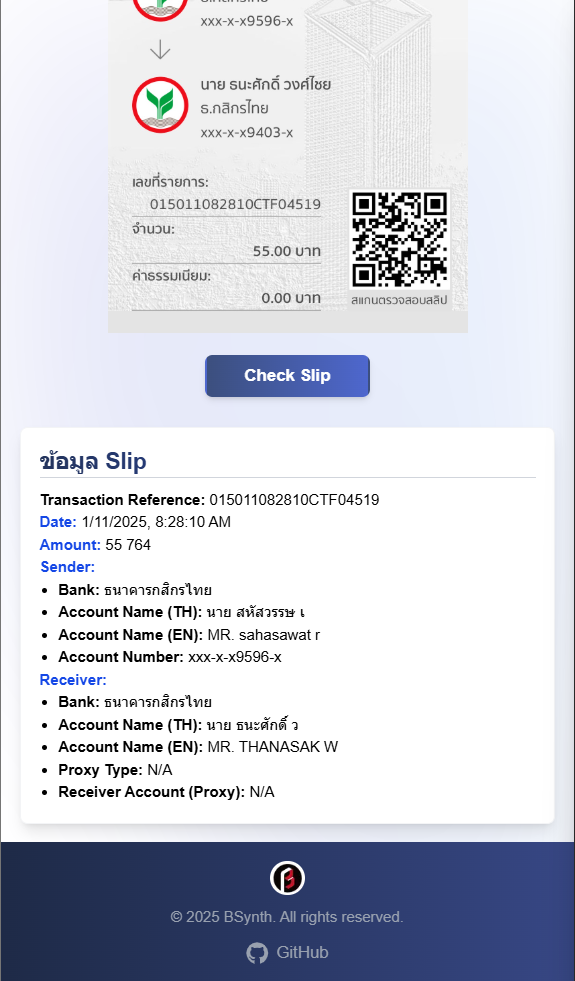 xxx-x-x9596-x
นาย ธนะศักดิ์ วงศ์ไชย
ธ.กสิกรไทย
xxx-x-x9403-x
เลขที่รายการ:
015011082810CTF04519
จำนวน:
55.00 บาท
ค่าธรรมเนียม:
0.00 บาท
สแกนตรวจสอบสลิป
Check Slip
ข้อมูล Slip
Transaction Reference: 015011082810CTF04519
Date: 1/11/2025, 8:28:10 AM
Amount: 55 764
Sender:
• Bank: ธนาคารกสิกรไทย
• Account Name (TH): นาย สหัสวรรษ เ
• Account Name (EN): MR. sahasawat r
• Account Number: xxx-x-x9596-x
Receiver:
• Bank: ธนาคารกสิกรไทย
• Account Name (TH): นาย ธนะศักดิ์ ว
• Account Name (EN): MR. THANASAK W
• Proxy Type: N/A
• Receiver Account (Proxy): N/A
© 2025 BSynth. All rights reserved.
GitHub